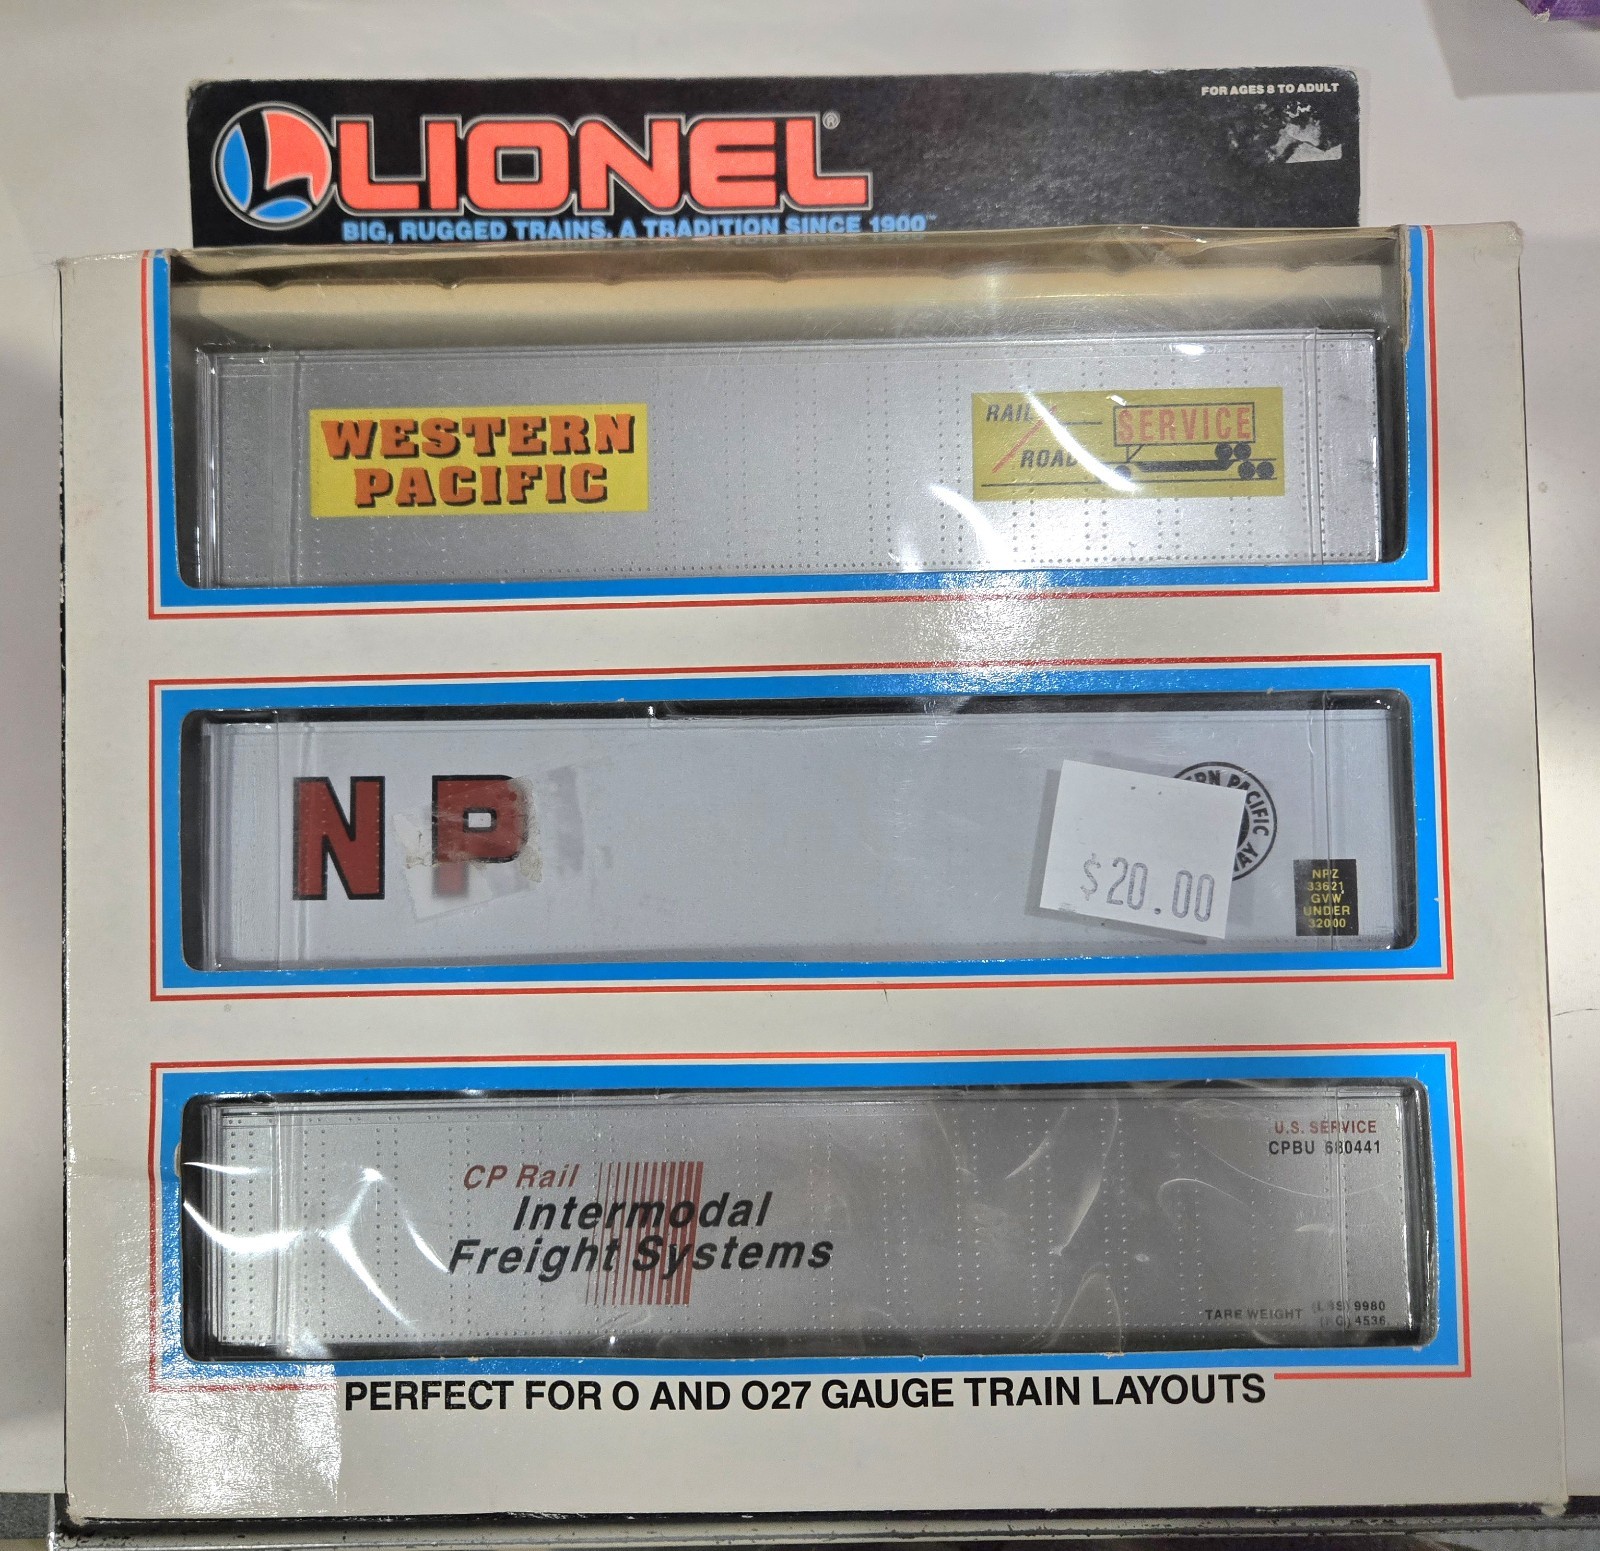 FOR AGES 8 TO ADULT
LIONEL®
BIG, RUGGED TRAINS, A TRADITION SINCE 1900™
WESTERN
PACIFIC
RAIL
ROAD
SERVICE
NP
PACIFIC
$20.00
NPZ
33621
GVW
UNDER
32000
U.S. SERVICE
CPBU 680441
CP Rail
Intermodal
Freight Systems
TARE WEIGHT
9980
4536
PERFECT FOR O AND O27 GAUGE TRAIN LAYOUTS